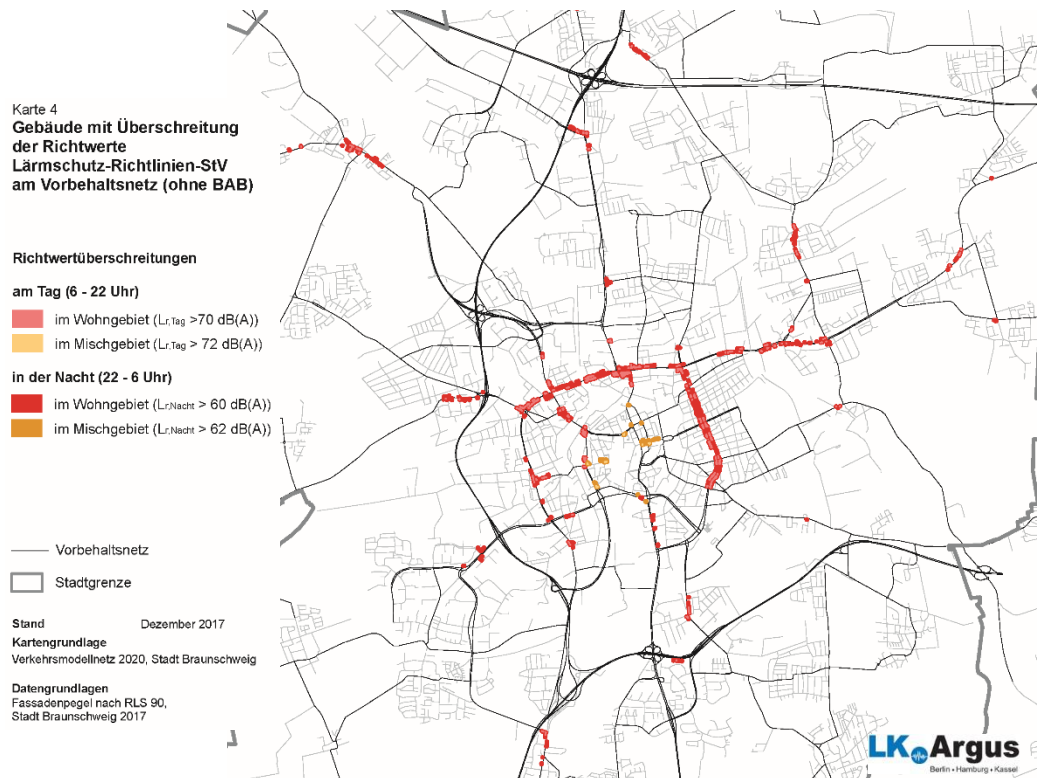 Karte 4
Gebäude mit Überschreitung
der Richtwerte
Lärmschutz-Richtlinien-StV
am Vorbehaltsnetz (ohne BAB)
Richtwertüberschreitungen
am Tag (6 - 22 Uhr)
im Wohngebiet (Lr,Tag >70 dB(A))
im Mischgebiet (Lr,Tag > 72 dB(A))
in der Nacht (22 - 6 Uhr)
im Wohngebiet (Lr,Nacht > 60 dB(A))
im Mischgebiet (Lr,Nacht > 62 dB(A))
Vorbehaltsnetz
Stadtgrenze
Stand Dezember 2017
Kartengrundlage
Verkehrsmodellnetz 2020, Stadt Braunschweig
Datengrundlagen
Fassadenpegel nach RLS 90,
Stadt Braunschweig 2017
LK Argus
Berlin • Hamburg • Kassel